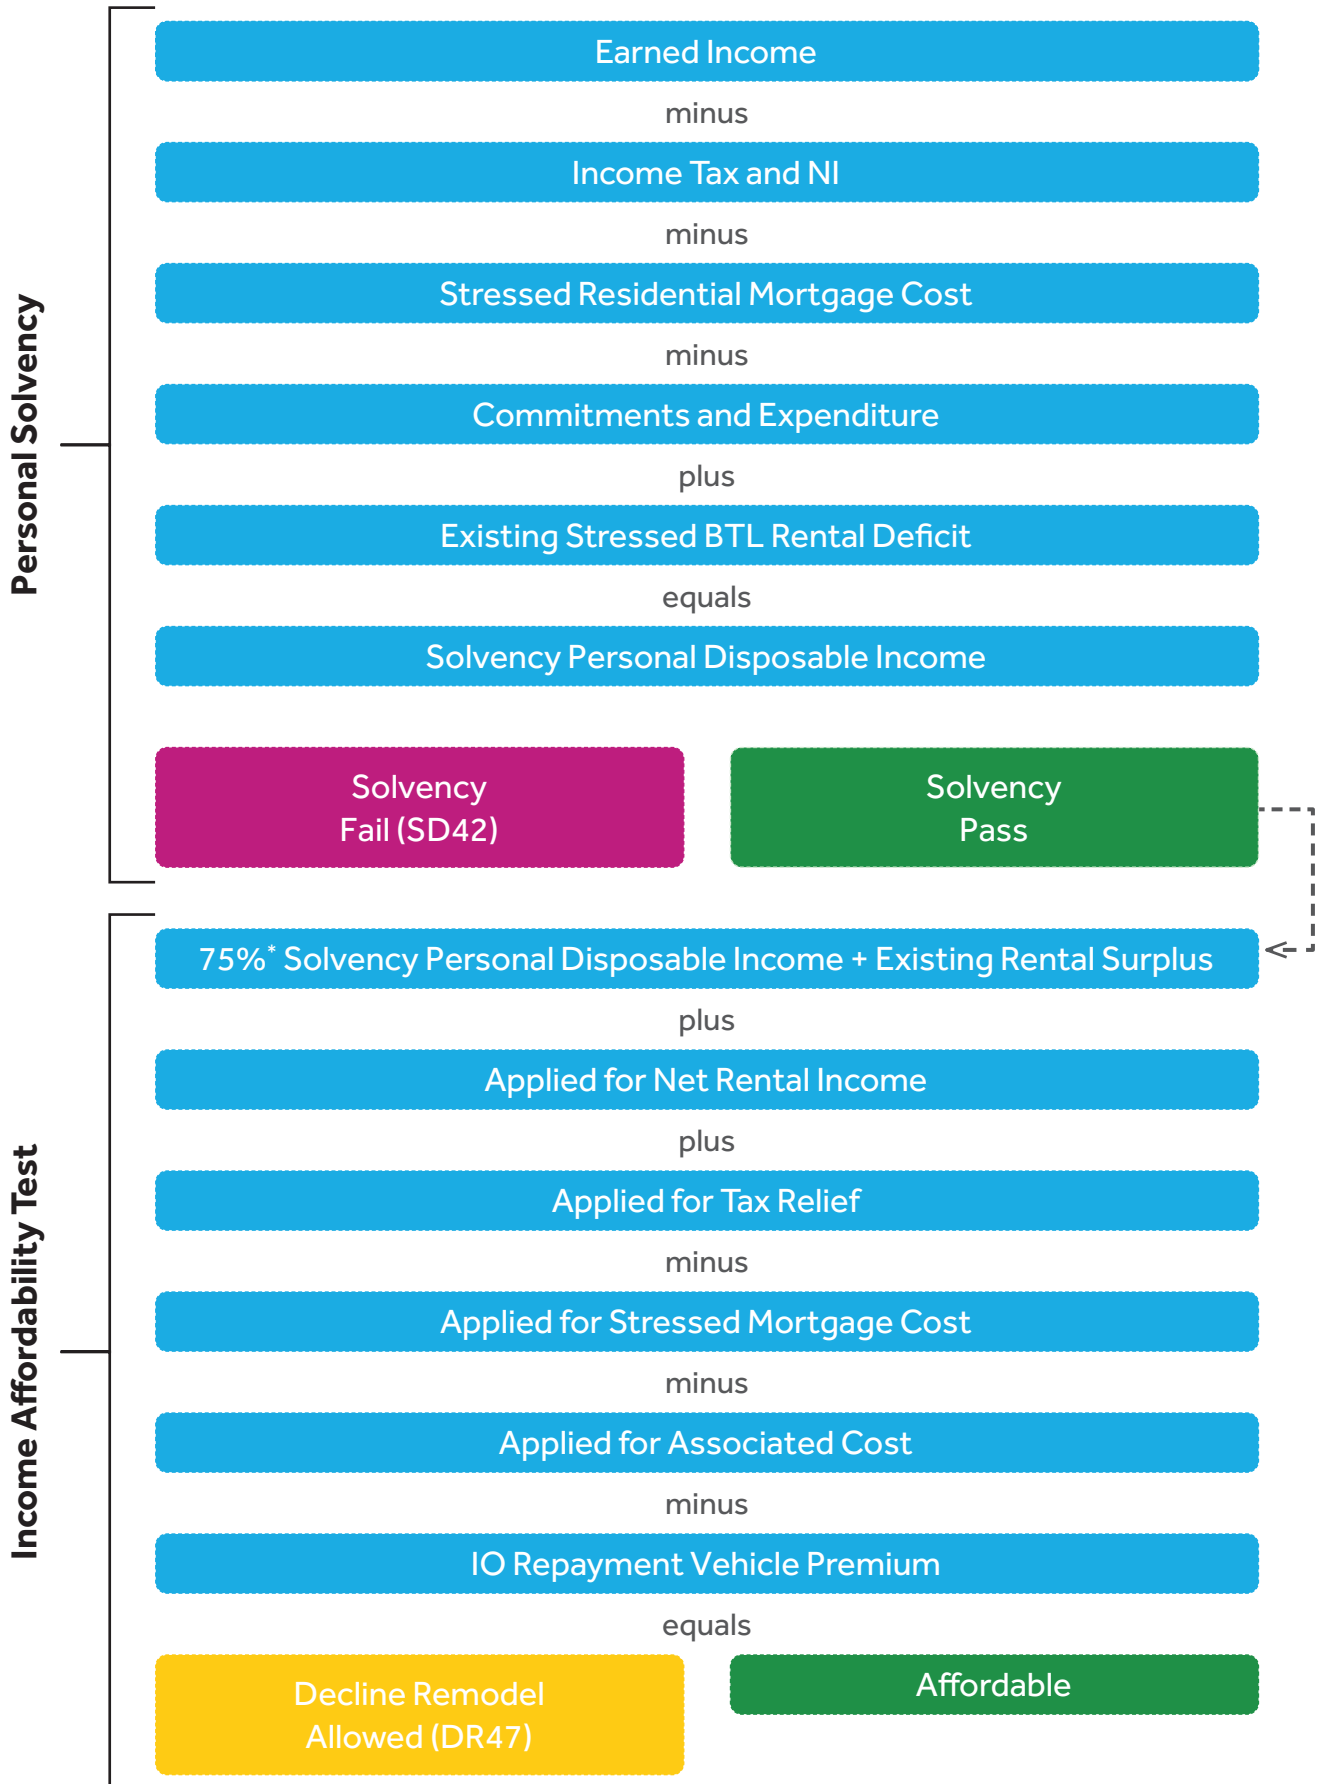 Personal Solvency
Earned Income
minus
Income Tax and NI
minus
Stressed Residential Mortgage Cost
minus
Commitments and Expenditure
plus
Existing Stressed BTL Rental Deficit
equals
Solvency Personal Disposable Income
Solvency
Fail (SD42)
Solvency
Pass
Income Affordability Test
75%* Solvency Personal Disposable Income + Existing Rental Surplus
plus
Applied for Net Rental Income
plus
Applied for Tax Relief
minus
Applied for Stressed Mortgage Cost
minus
Applied for Associated Cost
minus
IO Repayment Vehicle Premium
equals
Decline Remodel
Allowed (DR47)
Affordable